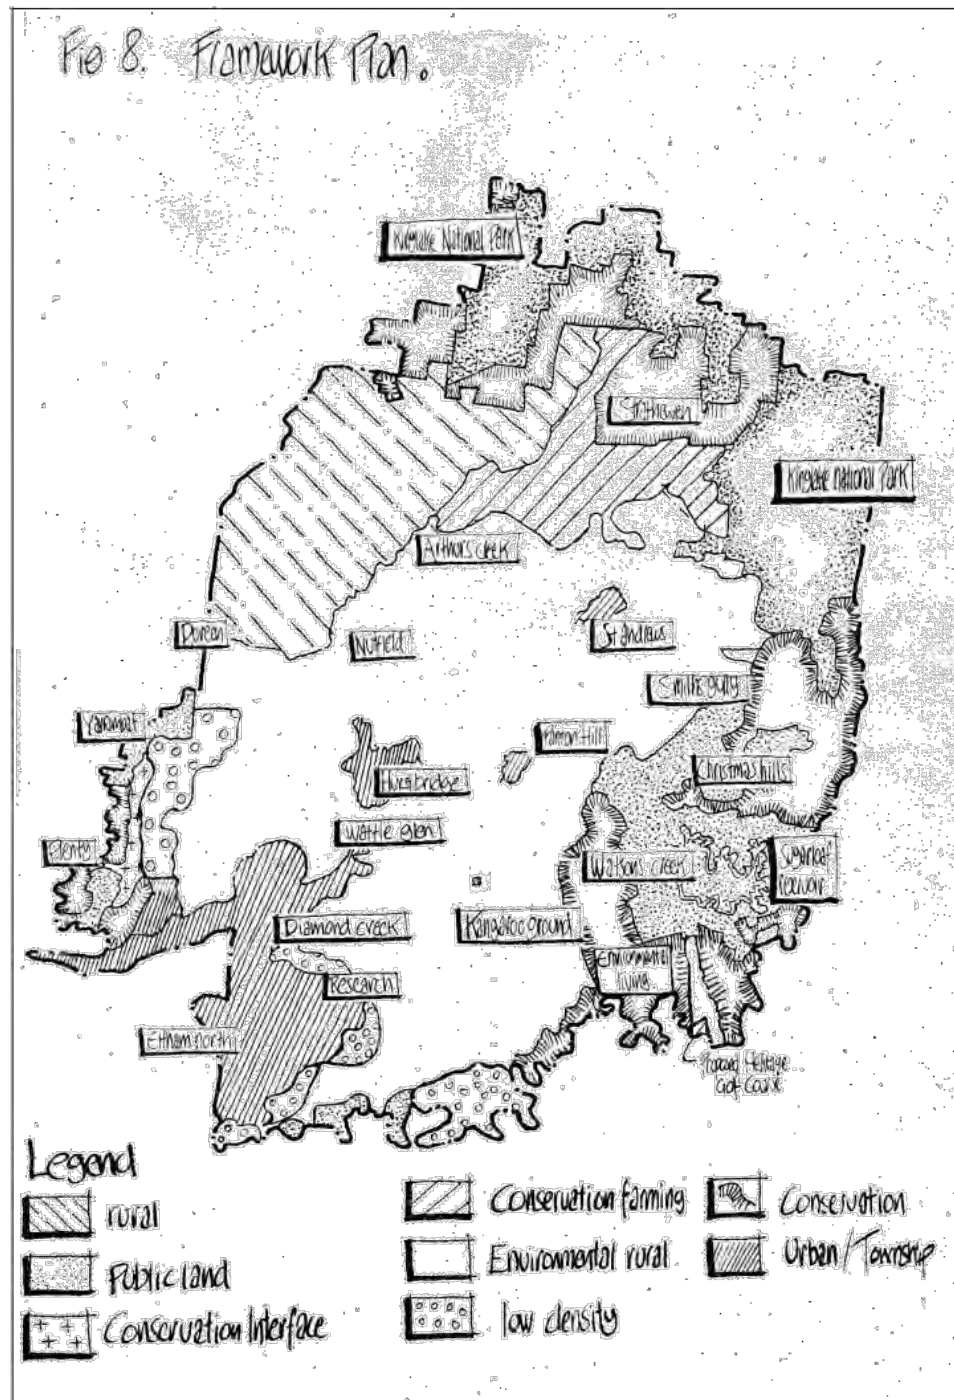 Fig 8. Framework Plan.
Kinglake National Park
Strathewen
Kinglake National Park
Arthurs creek
Doreen
Nutfield
St andrews
Smiths gully
Yarrambat
Panton Hill
Christmas hills
Hurstbridge
Wattle glen
Plenty
Watsons creek
Sugarloaf
reservoir
Diamond creek
Kangaroo ground
Environmental
living
Research
Eltham north
Proposed Heritage
Golf Course
Legend
rural
Conservation farming
Conservation
Public land
Environmental rural
Urban/Township
Conservation Interface
low density